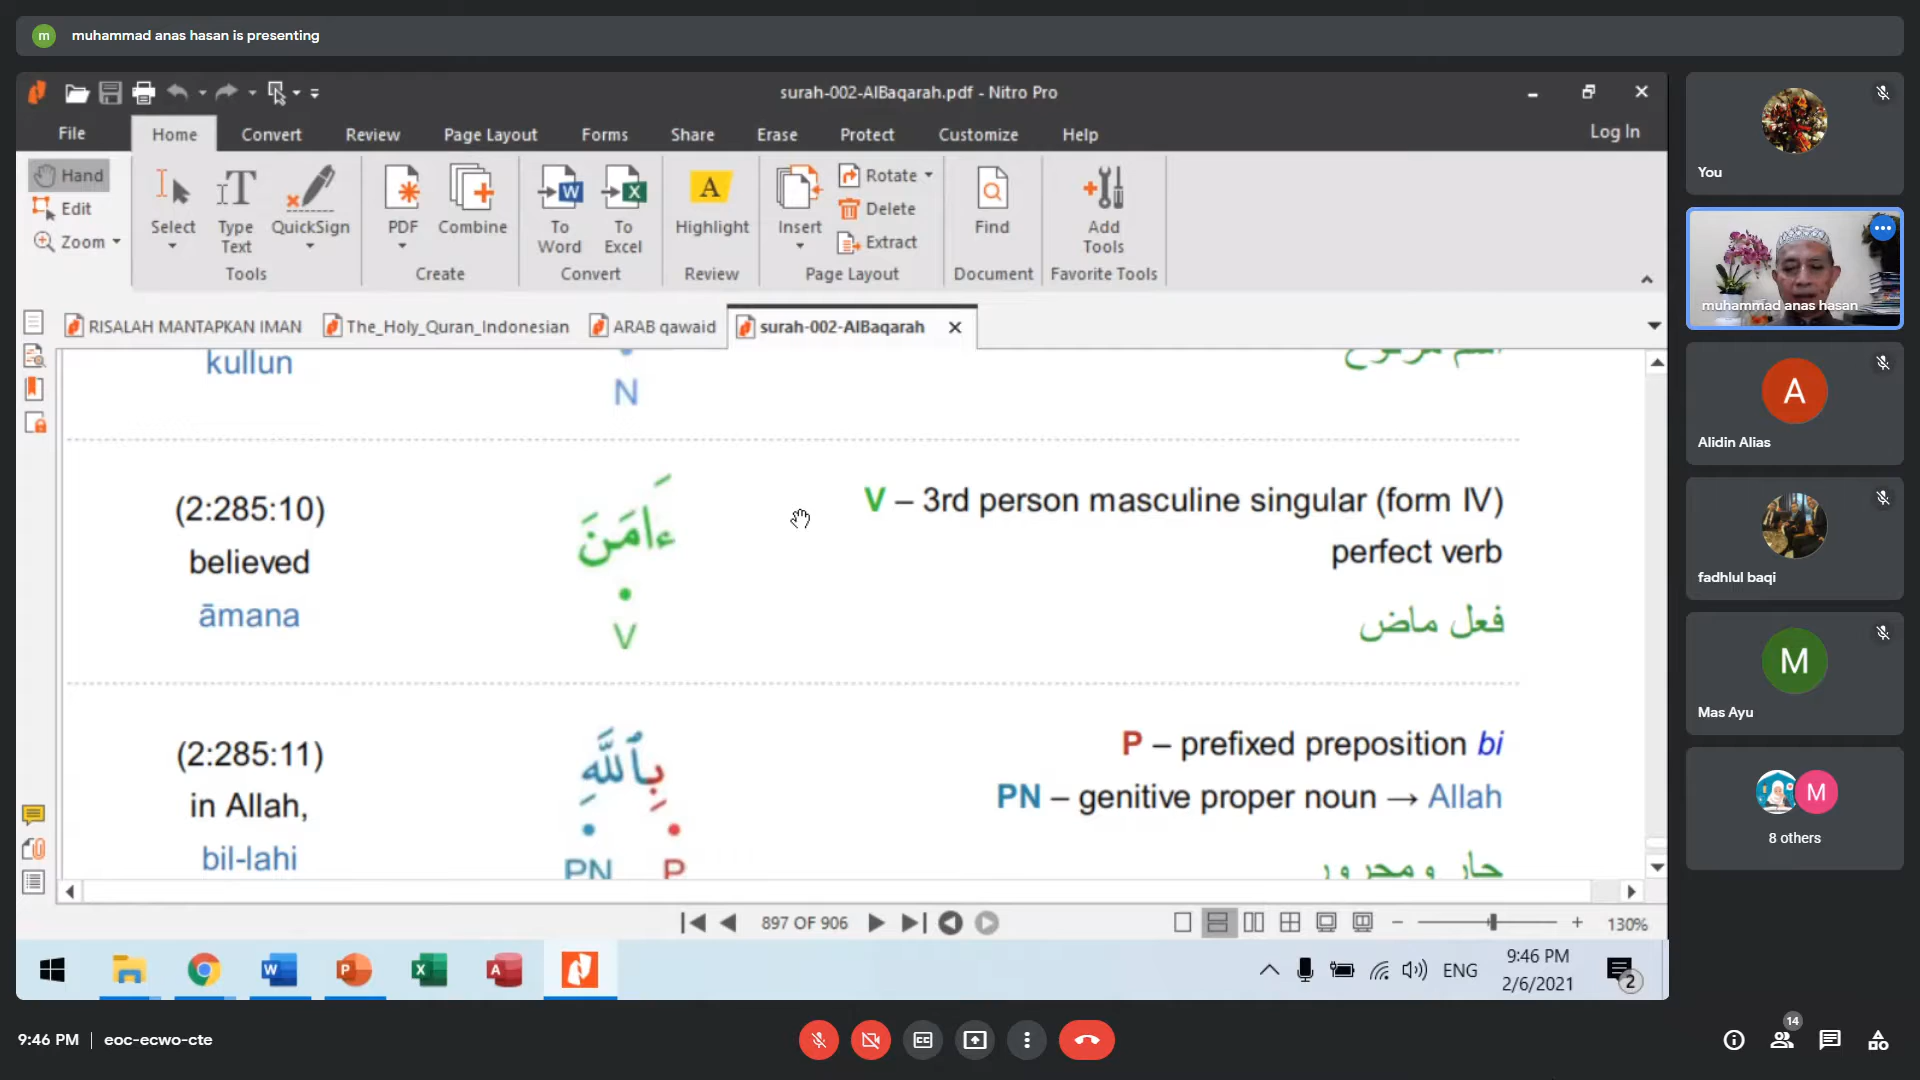 m
muhammad anas hasan is presenting
surah-002-AlBaqarah.pdf - Nitro Pro
File
Home
Convert
Review
Page Layout
Forms
Share
Erase
Protect
Customize
Help
Log In
Hand
Edit
Zoom
Select
Type Text
QuickSign
Tools
PDF
Combine
Create
To Word
To Excel
Convert
Highlight
Review
Insert
Rotate
Delete
Extract
Page Layout
Find
Document
Add Tools
Favorite Tools
RISALAH MANTAPKAN IMAN
The_Holy_Quran_Indonesian
ARAB qawaid
surah-002-AlBaqarah
kullun
N
(2:285:10)
believed
āmana
ءَامَنَ
V
V – 3rd person masculine singular (form IV)
perfect verb
فعل ماض
(2:285:11)
in Allah,
bil-lahi
بِٱللَّهِ
PN P
P – prefixed preposition bi
PN – genitive proper noun → Allah
جار ومجرور
897 OF 906
130%
ENG
9:46 PM
2/6/2021
2
You
muhammad anas hasan
A
Alidin Alias
fadhlul baqi
M
Mas Ayu
M
8 others
9:46 PM | eoc-ecwo-cte
14